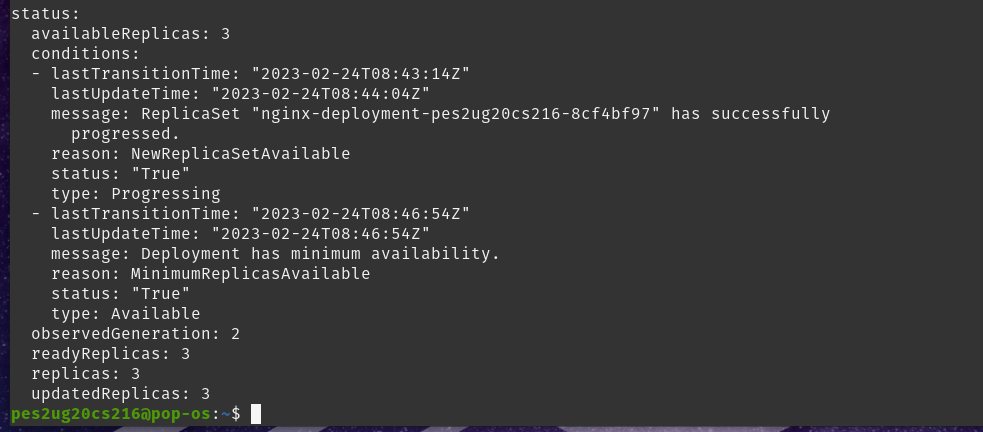 status:
  availableReplicas: 3
  conditions:
  - lastTransitionTime: "2023-02-24T08:43:14Z"
    lastUpdateTime: "2023-02-24T08:44:04Z"
    message: ReplicaSet "nginx-deployment-pes2ug20cs216-8cf4bf97" has successfully
      progressed.
    reason: NewReplicaSetAvailable
    status: "True"
    type: Progressing
  - lastTransitionTime: "2023-02-24T08:46:54Z"
    lastUpdateTime: "2023-02-24T08:46:54Z"
    message: Deployment has minimum availability.
    reason: MinimumReplicasAvailable
    status: "True"
    type: Available
  observedGeneration: 2
  readyReplicas: 3
  replicas: 3
  updatedReplicas: 3
pes2ug20cs216@pop-os:~$